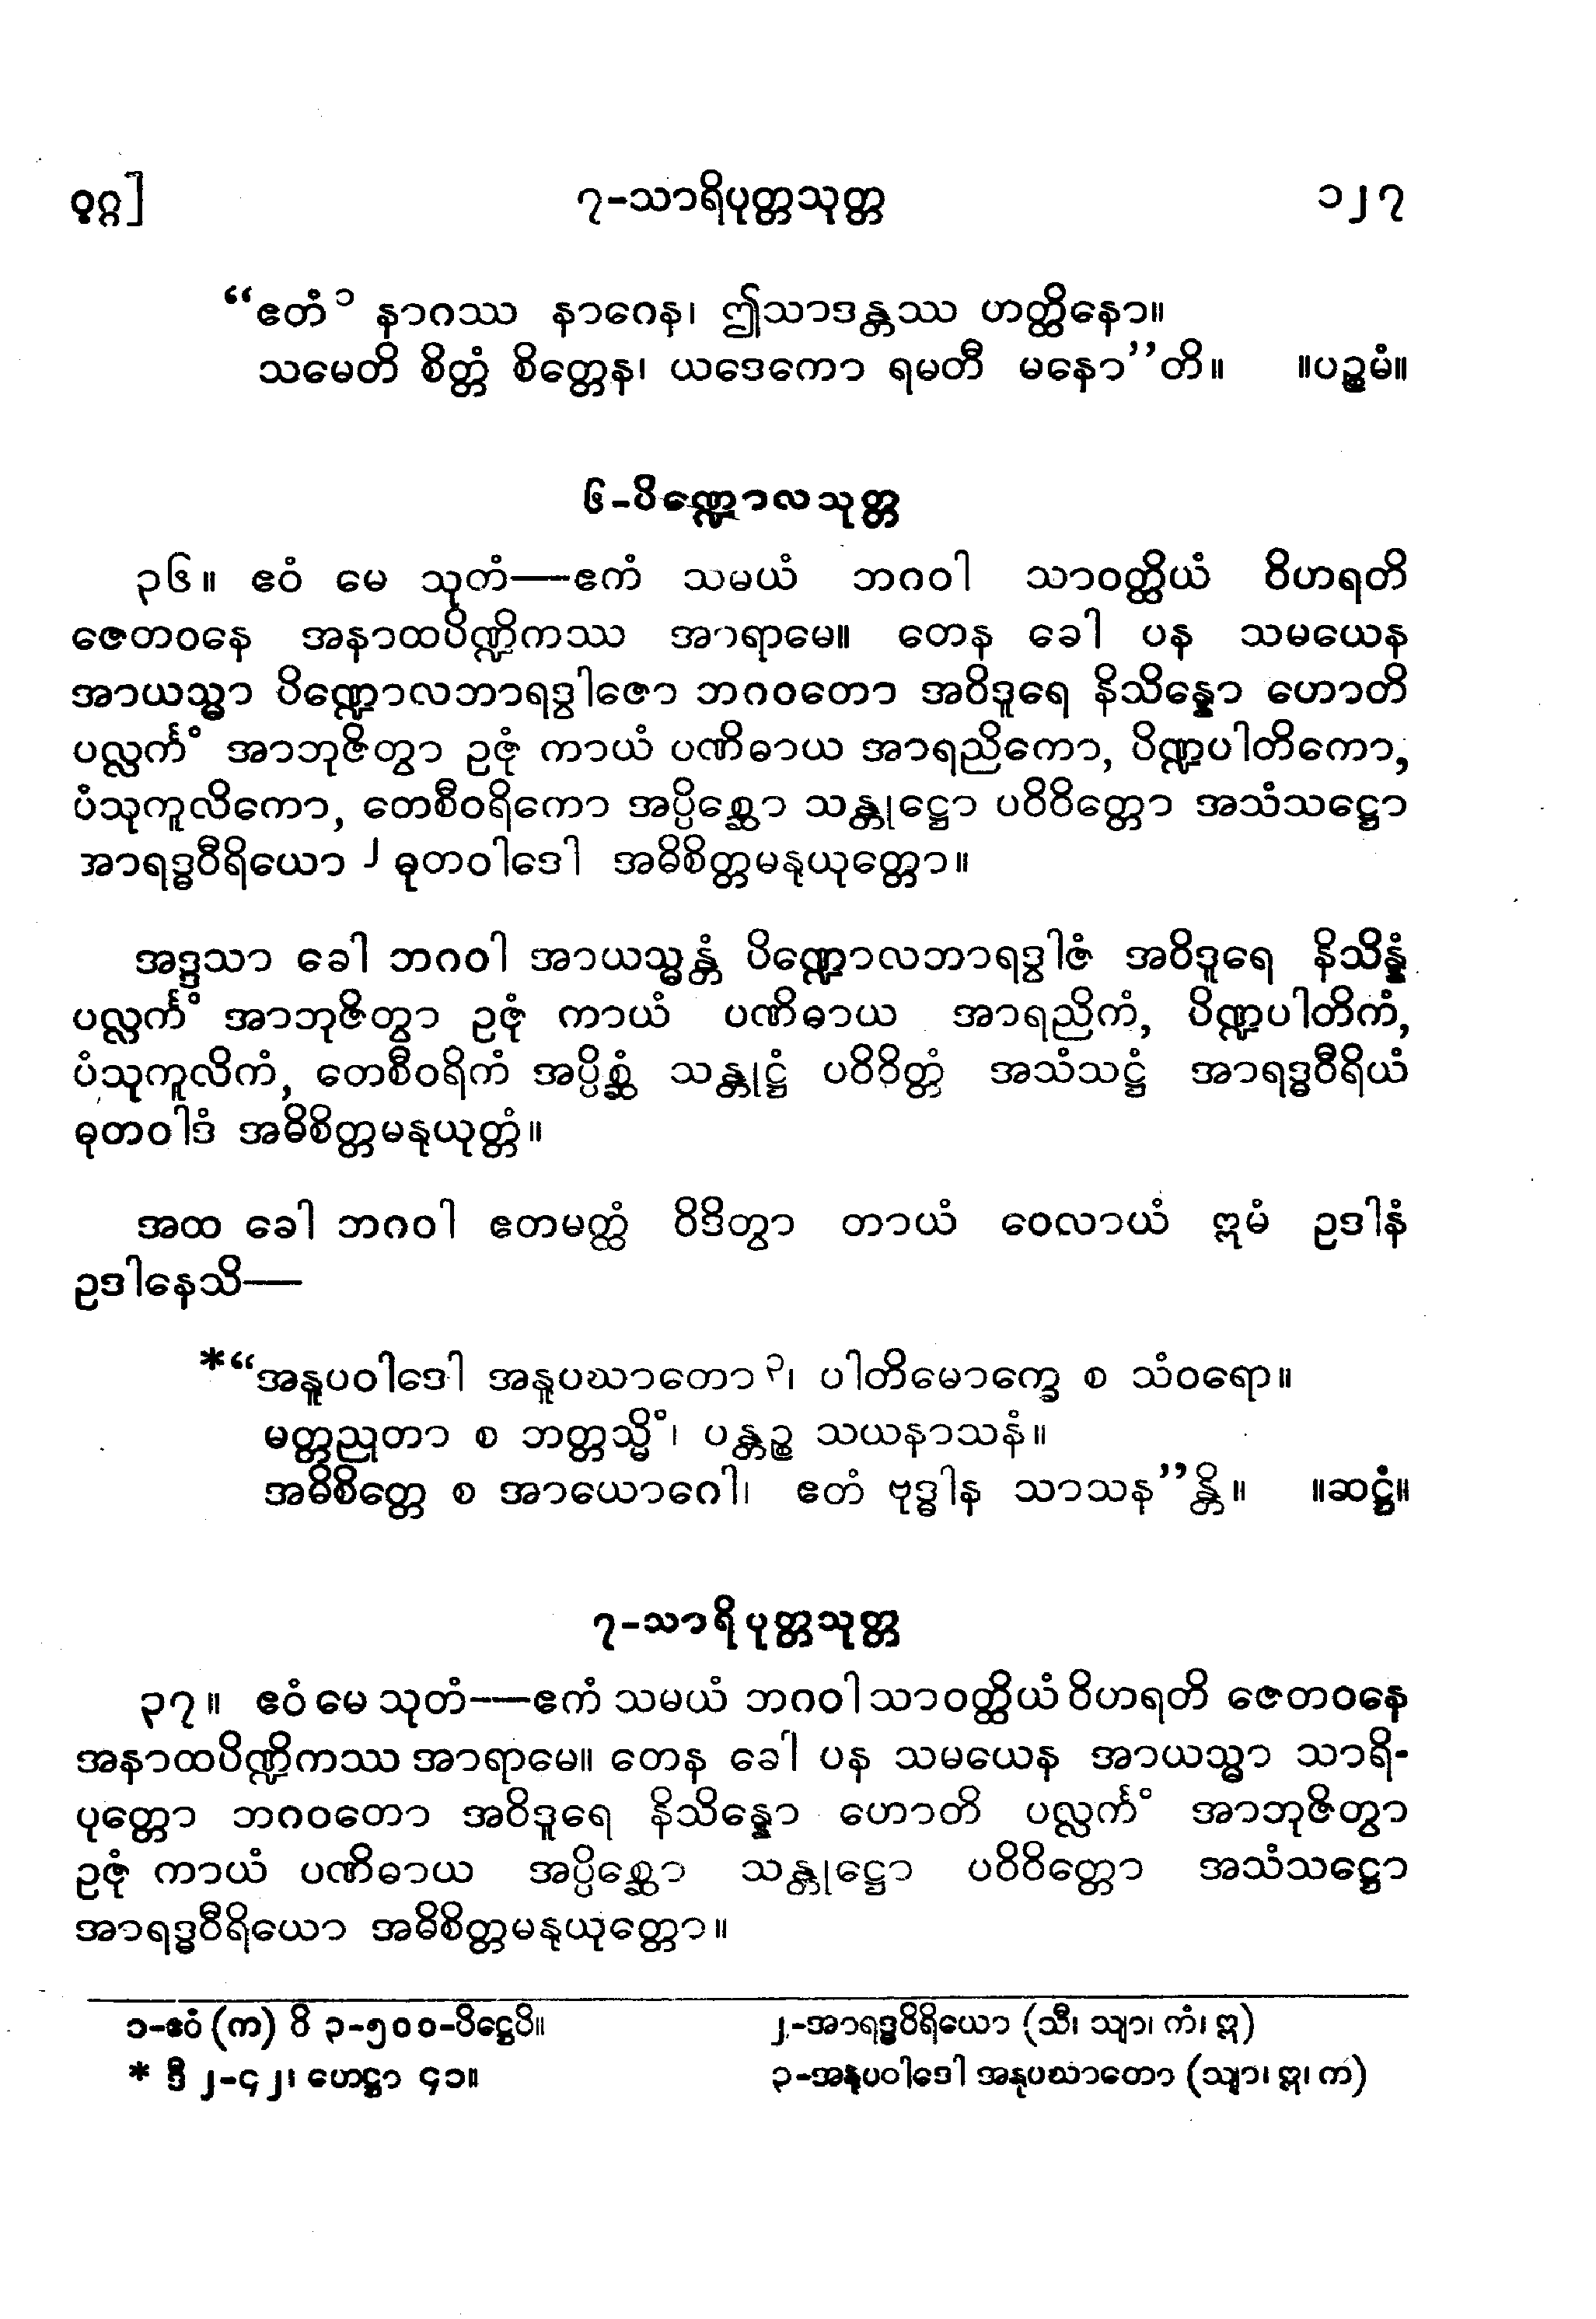 ဝဂ္ဂ] ၇-သာရိပုတ္တသုတ္တ ၁၂၇
“ဧတံ ၁ နာဂဿ နာဂေန၊ ဤသာဒန္တဿ ဟတ္ထိနော။
သမေတိ စိတ္တံ စိတ္တေန၊ ယဒေကော ရမတီ မနော”တိ။ ။ပဉ္စမံ။
၆-ပိဏ္ဍောလသုတ္တ
၃၆။ ဧဝံ မေ သုတံ—ဧကံ သမယံ ဘဂဝါ သာဝတ္ထိယံ ဝိဟရတိ
ဇေတဝနေ အနာထပိဏ္ဍိကဿ အာရာမေ။ တေန ခေါ ပန သမယေန
အာယသ္မာ ပိဏ္ဍောလဘာရဒွါဇော ဘဂဝတော အဝိဒူရေ နိသိန္နော ဟောတိ
ပလ္လင်္ကံ အာဘုဇိတွာ ဥဇုံ ကာယံ ပဏိဓာယ အာရညိကော, ပိဏ္ဍပါတိကော,
ပံသုကူလိကော, တေစီဝရိကော အပ္ပိစ္ဆော သန္တုဋ္ဌော ပဝိဝိတ္တော အသံသဋ္ဌော
အာရဒ္ဓဝီရိယော ၂ ဓုတဝါဒေါ အဓိစိတ္တမနုယုတ္တော။
အဒ္ဒသာ ခေါ ဘဂဝါ အာယသ္မန္တံ ပိဏ္ဍောလဘာရဒွါဇံ အဝိဒူရေ နိသိန္နံ
ပလ္လင်္ကံ အာဘုဇိတွာ ဥဇုံ ကာယံ ပဏိဓာယ အာရညိကံ, ပိဏ္ဍပါတိကံ,
ပံသုကူလိကံ, တေစီဝရိကံ အပ္ပိစ္ဆံ သန္တုဋ္ဌံ ပဝိဝိတ္တံ အသံသဋ္ဌံ အာရဒ္ဓဝီရိယံ
ဓုတဝါဒံ အဓိစိတ္တမနုယုတ္တံ။
အထ ခေါ ဘဂဝါ ဧတမတ္ထံ ဝိဒိတွာ တာယံ ဝေလာယံ ဣမံ ဥဒါနံ
ဥဒါနေသိ—
*“အနူပဝါဒေါ အနူပဃာတော ၃၊ ပါတိမောက္ခေ စ သံဝရော။
မတ္တညုတာ စ ဘတ္တသ္မိံ၊ ပန္တဉ္စ သယနာသနံ။
အဓိစိတ္တေ စ အာယောဂေါ၊ ဧတံ ဗုဒ္ဓါန သာသန”န္တိ။ ။ဆဋ္ဌံ။
၇-သာရိပုတ္တသုတ္တ
၃၇။ ဧဝံ မေ သုတံ—ဧကံ သမယံ ဘဂဝါ သာဝတ္ထိယံ ဝိဟရတိ ဇေတဝနေ
အနာထပိဏ္ဍိကဿ အာရာမေ။ တေန ခေါ ပန သမယေန အာယသ္မာ သာရိ-
ပုတ္တော ဘဂဝတော အဝိဒူရေ နိသိန္နော ဟောတိ ပလ္လင်္ကံ အာဘုဇိတွာ
ဥဇုံ ကာယံ ပဏိဓာယ အပ္ပိစ္ဆော သန္တုဋ္ဌော ပဝိဝိတ္တော အသံသဋ္ဌော
အာရဒ္ဓဝီရိယော အဓိစိတ္တမနုယုတ္တော။
၁-ဧဝံ (က) ဝိ ၃-၅၀၀-ပိဋ္ဌေပိ။ ၂-အာရဒ္ဓဝိရိယော (သီ၊ သျာ၊ ကံ၊ ဣ)
* ဒီ ၂-၄၂၊ ဟေဋ္ဌာ ၄၁။ ၃-အနုပဝါဒေါ အနုပဃာတော (သျာ၊ ဣ၊ က)